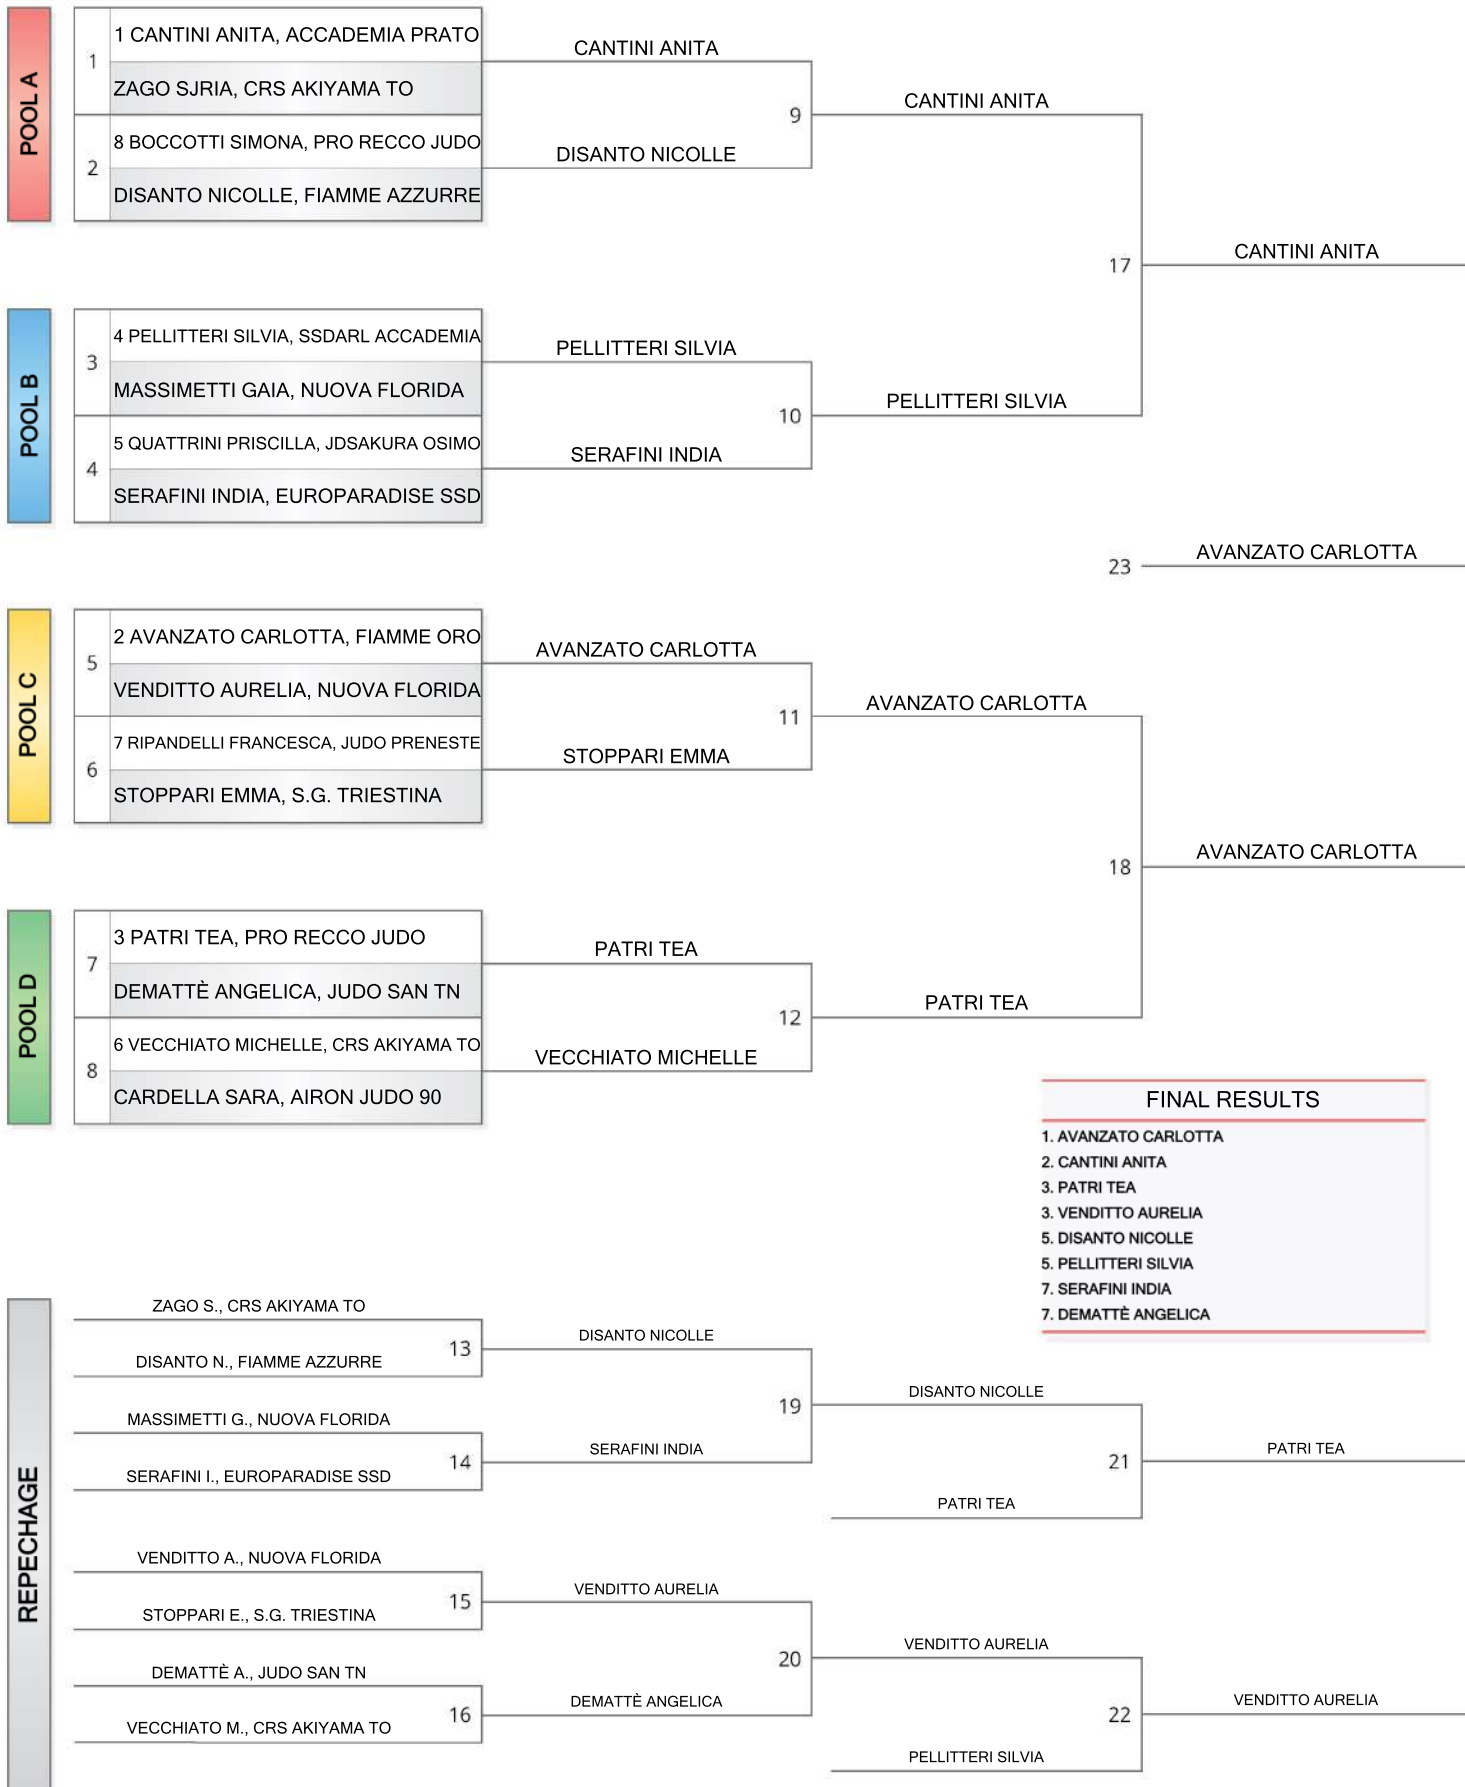 POOL A
1
1 CANTINI ANITA, ACCADEMIA PRATO
ZAGO SJRIA, CRS AKIYAMA TO
2
8 BOCCOTTI SIMONA, PRO RECCO JUDO
DISANTO NICOLLE, FIAMME AZZURRE
CANTINI ANITA
DISANTO NICOLLE
9
CANTINI ANITA
POOL B
3
4 PELLITTERI SILVIA, SSDARL ACCADEMIA
MASSIMETTI GAIA, NUOVA FLORIDA
4
5 QUATTRINI PRISCILLA, JDSAKURA OSIMO
SERAFINI INDIA, EUROPARADISE SSD
PELLITTERI SILVIA
SERAFINI INDIA
10
PELLITTERI SILVIA
17
CANTINI ANITA
23
AVANZATO CARLOTTA
POOL C
5
2 AVANZATO CARLOTTA, FIAMME ORO
VENDITTO AURELIA, NUOVA FLORIDA
6
7 RIPANDELLI FRANCESCA, JUDO PRENESTE
STOPPARI EMMA, S.G. TRIESTINA
AVANZATO CARLOTTA
STOPPARI EMMA
11
AVANZATO CARLOTTA
POOL D
7
3 PATRI TEA, PRO RECCO JUDO
DEMATTÈ ANGELICA, JUDO SAN TN
8
6 VECCHIATO MICHELLE, CRS AKIYAMA TO
CARDELLA SARA, AIRON JUDO 90
PATRI TEA
VECCHIATO MICHELLE
12
PATRI TEA
18
AVANZATO CARLOTTA
FINAL RESULTS
1. AVANZATO CARLOTTA
2. CANTINI ANITA
3. PATRI TEA
3. VENDITTO AURELIA
5. DISANTO NICOLLE
5. PELLITTERI SILVIA
7. SERAFINI INDIA
7. DEMATTÈ ANGELICA
REPECHAGE
ZAGO S., CRS AKIYAMA TO
DISANTO N., FIAMME AZZURRE
13
MASSIMETTI G., NUOVA FLORIDA
SERAFINI I., EUROPARADISE SSD
14
DISANTO NICOLLE
SERAFINI INDIA
19
DISANTO NICOLLE
PATRI TEA
21
PATRI TEA
VENDITTO A., NUOVA FLORIDA
STOPPARI E., S.G. TRIESTINA
15
DEMATTÈ A., JUDO SAN TN
VECCHIATO M., CRS AKIYAMA TO
16
VENDITTO AURELIA
DEMATTÈ ANGELICA
20
VENDITTO AURELIA
PELLITTERI SILVIA
22
VENDITTO AURELIA